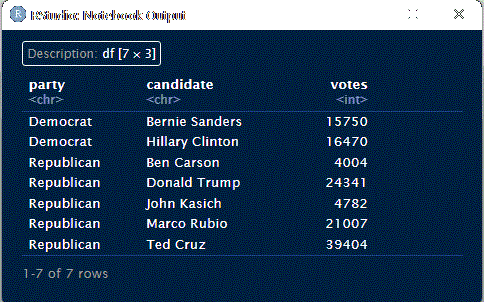 RStudio: Notebook Output
Description: df [7 × 3]
party candidate votes
<chr> <chr> <int>
Democrat Bernie Sanders 15750
Democrat Hillary Clinton 16470
Republican Ben Carson 4004
Republican Donald Trump 24341
Republican John Kasich 4782
Republican Marco Rubio 21007
Republican Ted Cruz 39404
1-7 of 7 rows